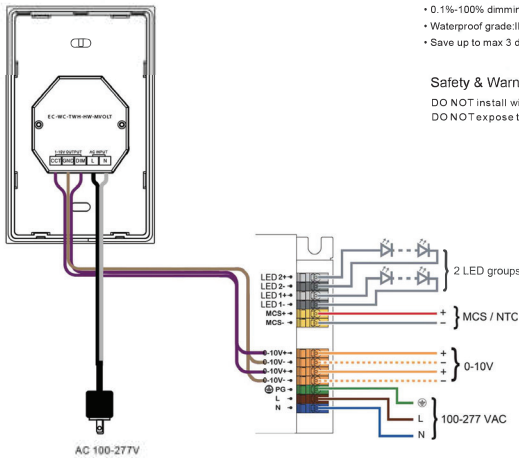 • 0.1%-100% dimmin
• Waterproof grade:I
• Save up to max 3 d
Safety & Warn
DO NOT install wi
DO NOT expose t
EC-WC-TWH-HW-MVOLT
1-10V OUTPUT AC INPUT
CCT GND DIM L N
LED 2+
LED 2-
LED 1+
LED 1-
2 LED groups
MCS+
MCS-
+
-
MCS / NTC
0-10V+
0-10V-
0-10V+
0-10V-
+
-
+
-
0-10V
PG
L
N
L
N
100-277 VAC
AC 100-277V